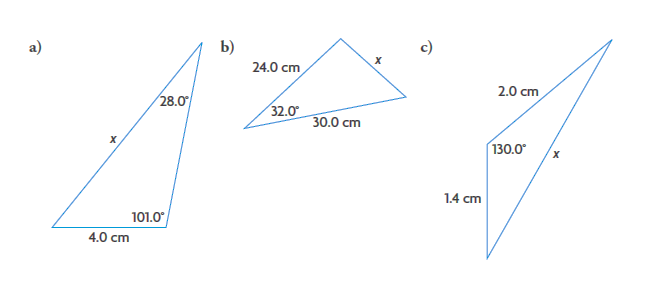 a)
28.0°
x
101.0°
4.0 cm
b)
24.0 cm
x
32.0°
30.0 cm
c)
2.0 cm
130.0°
x
1.4 cm